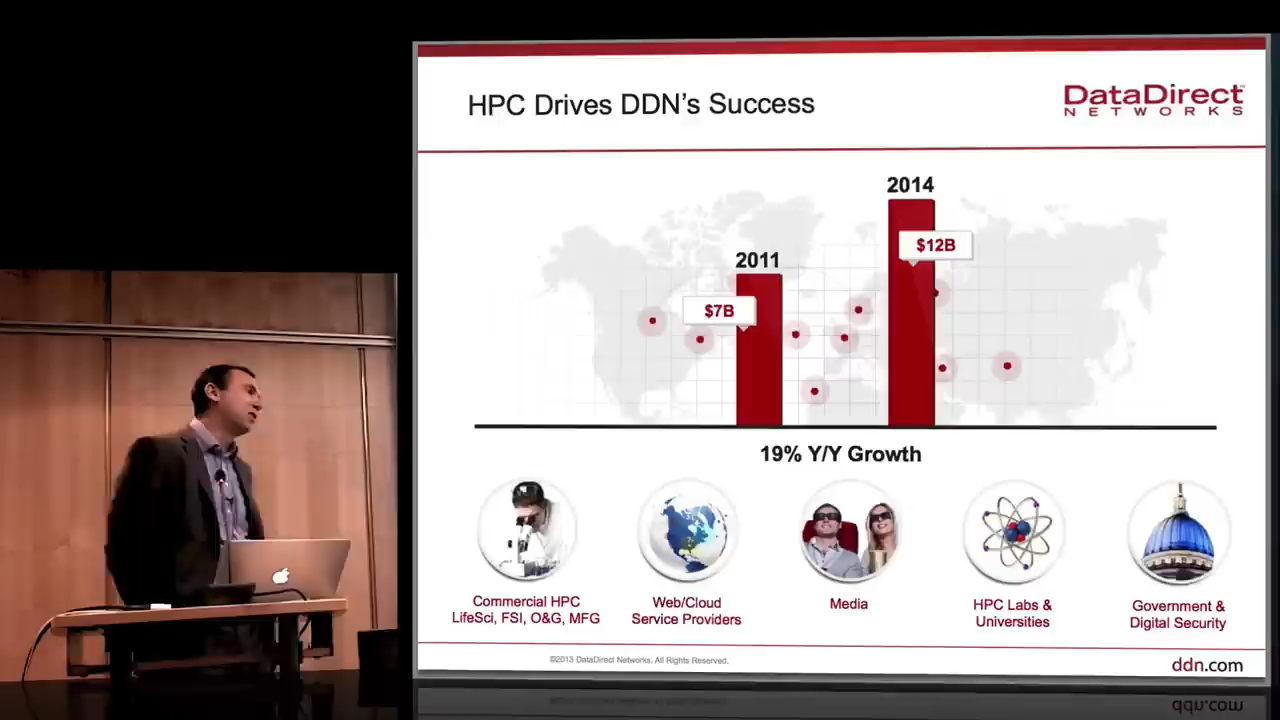 HPC Drives DDN's Success
DataDirect™
NETWORKS
2014
$12B
2011
$7B
19% Y/Y Growth
Commercial HPC
LifeSci, FSI, O&G, MFG
Web/Cloud
Service Providers
Media
HPC Labs &
Universities
Government &
Digital Security
©2013 DataDirect Networks. All Rights Reserved.
ddn.com